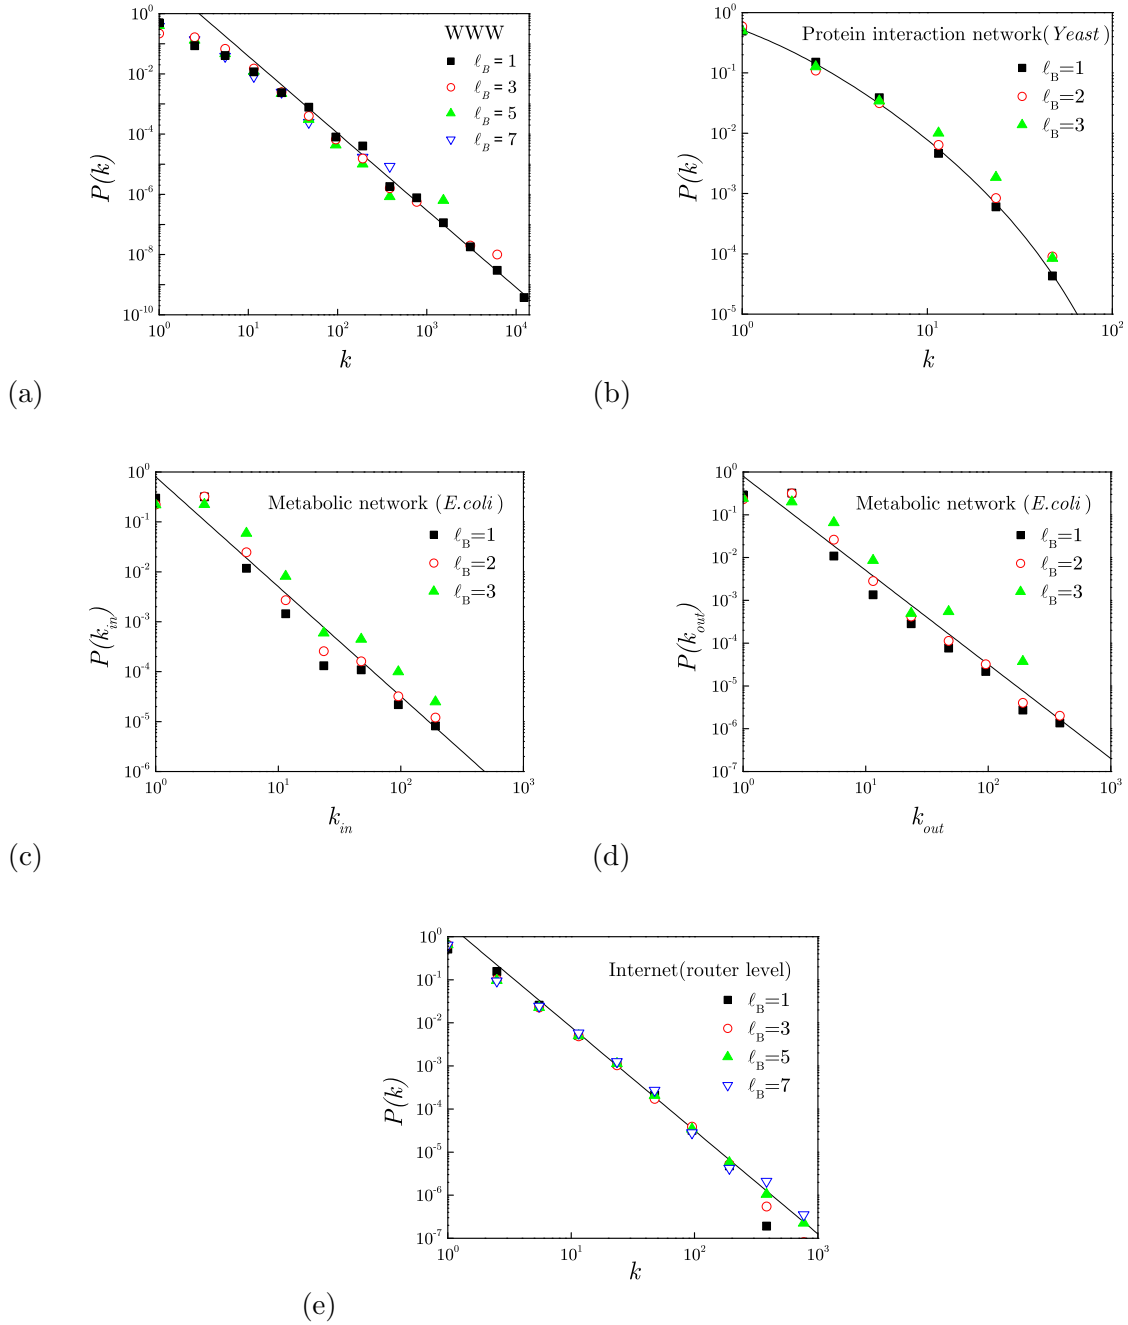 WWW
ℓ_B = 1
ℓ_B = 3
ℓ_B = 5
ℓ_B = 7
10^0
10^-2
10^-4
10^-6
10^-8
10^-10
P(k)
10^0 10^1 10^2 10^3 10^4
k
(a)
Protein interaction network(Yeast)
ℓ_B=1
ℓ_B=2
ℓ_B=3
10^0
10^-1
10^-2
10^-3
10^-4
10^-5
P(k)
10^0 10^1 10^2
k
(b)
Metabolic network (E.coli)
ℓ_B=1
ℓ_B=2
ℓ_B=3
10^0
10^-1
10^-2
10^-3
10^-4
10^-5
10^-6
P(k_in)
10^0 10^1 10^2 10^3
k_in
(c)
Metabolic network (E.coli)
ℓ_B=1
ℓ_B=2
ℓ_B=3
10^0
10^-1
10^-2
10^-3
10^-4
10^-5
10^-6
10^-7
P(k_out)
10^0 10^1 10^2 10^3
k_out
(d)
Internet(router level)
ℓ_B=1
ℓ_B=3
ℓ_B=5
ℓ_B=7
10^0
10^-1
10^-2
10^-3
10^-4
10^-5
10^-6
10^-7
P(k)
10^0 10^1 10^2 10^3
k
(e)